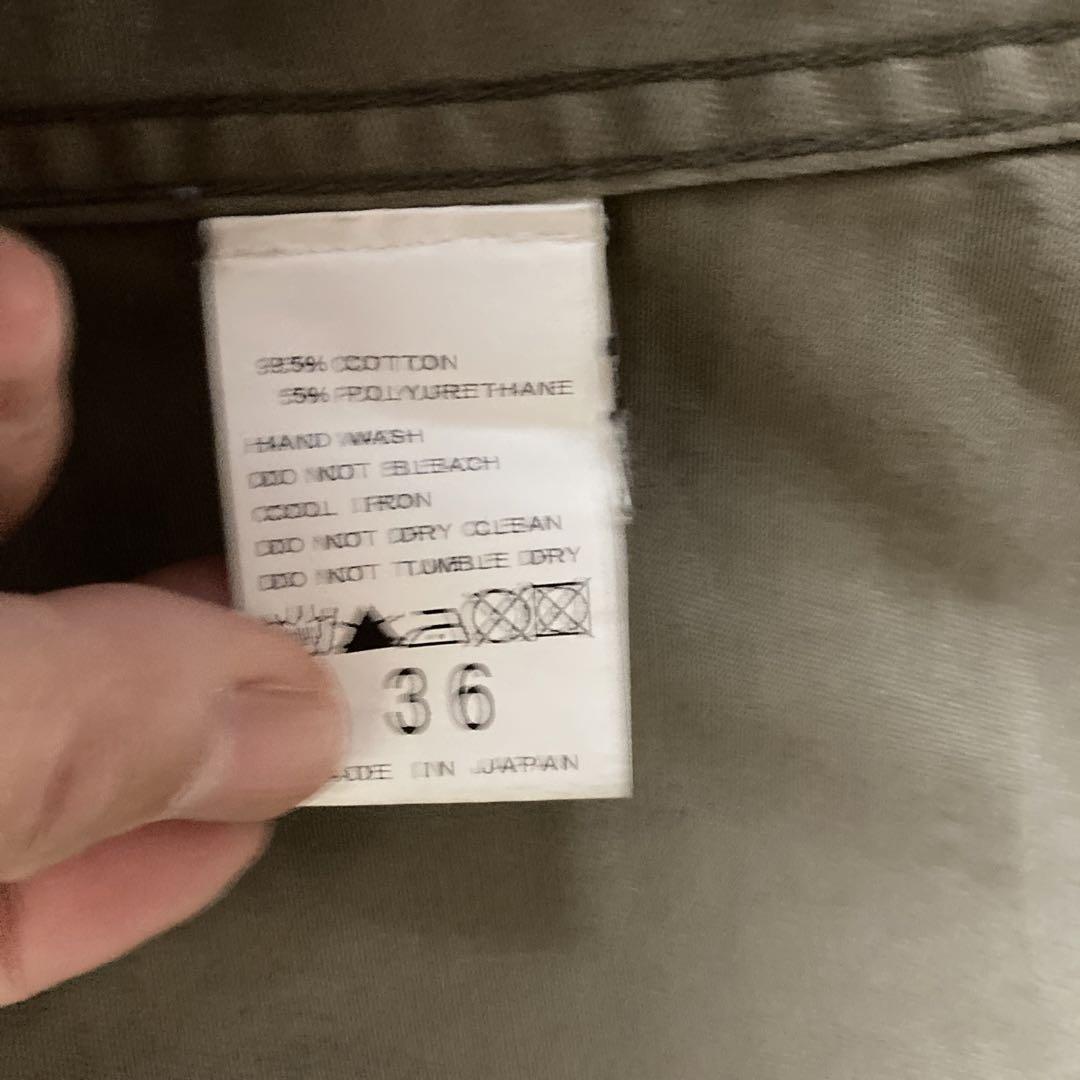 95% COTTON
5% POLYURETHANE
HAND WASH
DO NOT BLEACH
COOL IRON
DO NOT DRY CLEAN
DO NOT TUMBLE DRY
36
ADE IN JAPAN